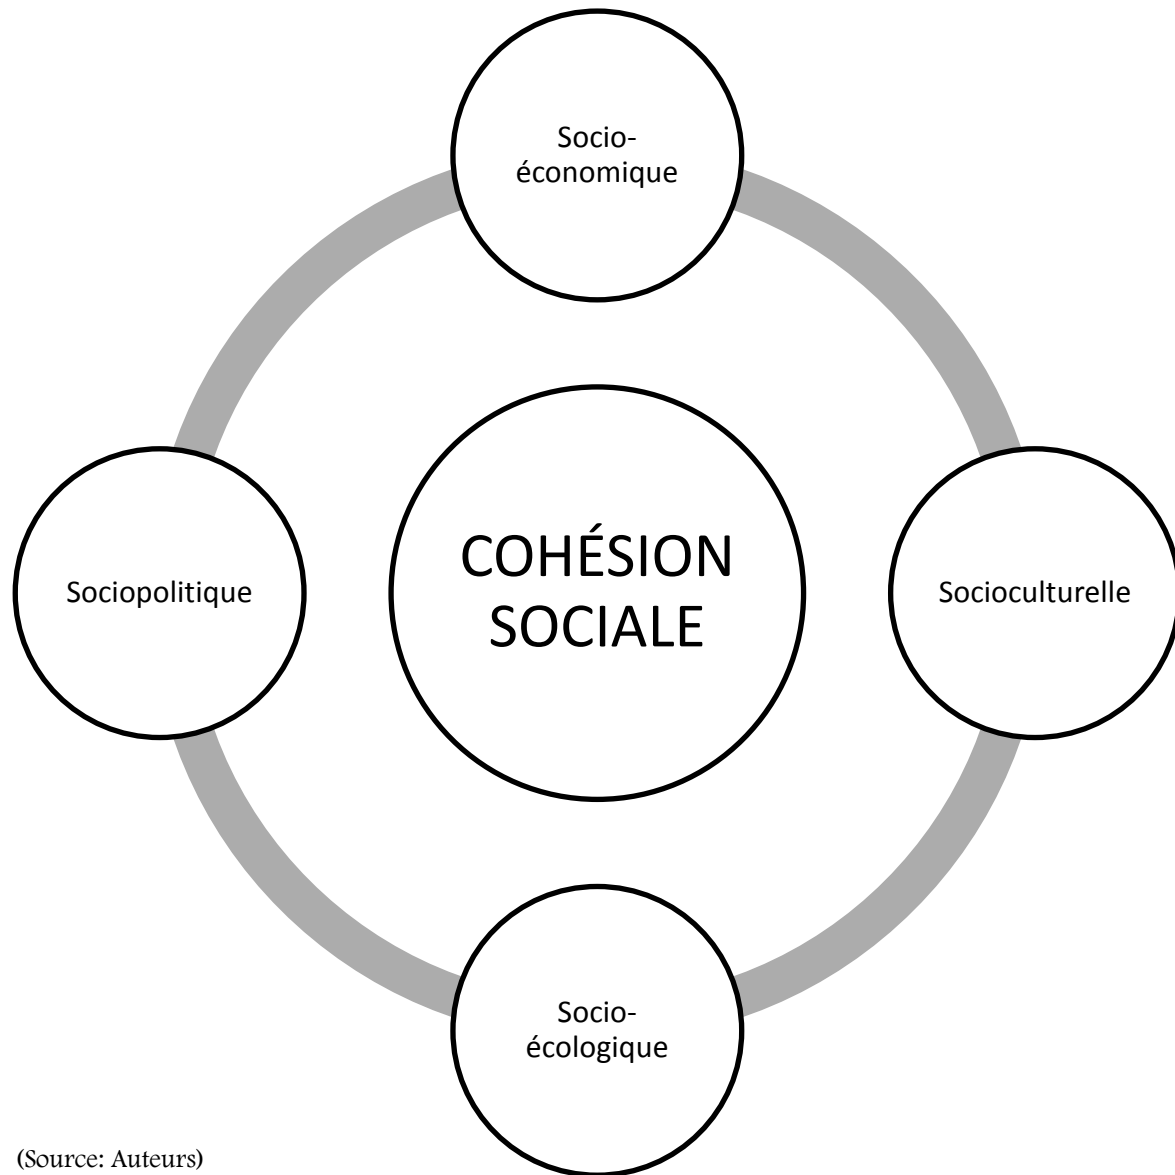 Socio-
économique
Sociopolitique
COHÉSION
SOCIALE
Socioculturelle
Socio-
écologique
(Source: Auteurs)